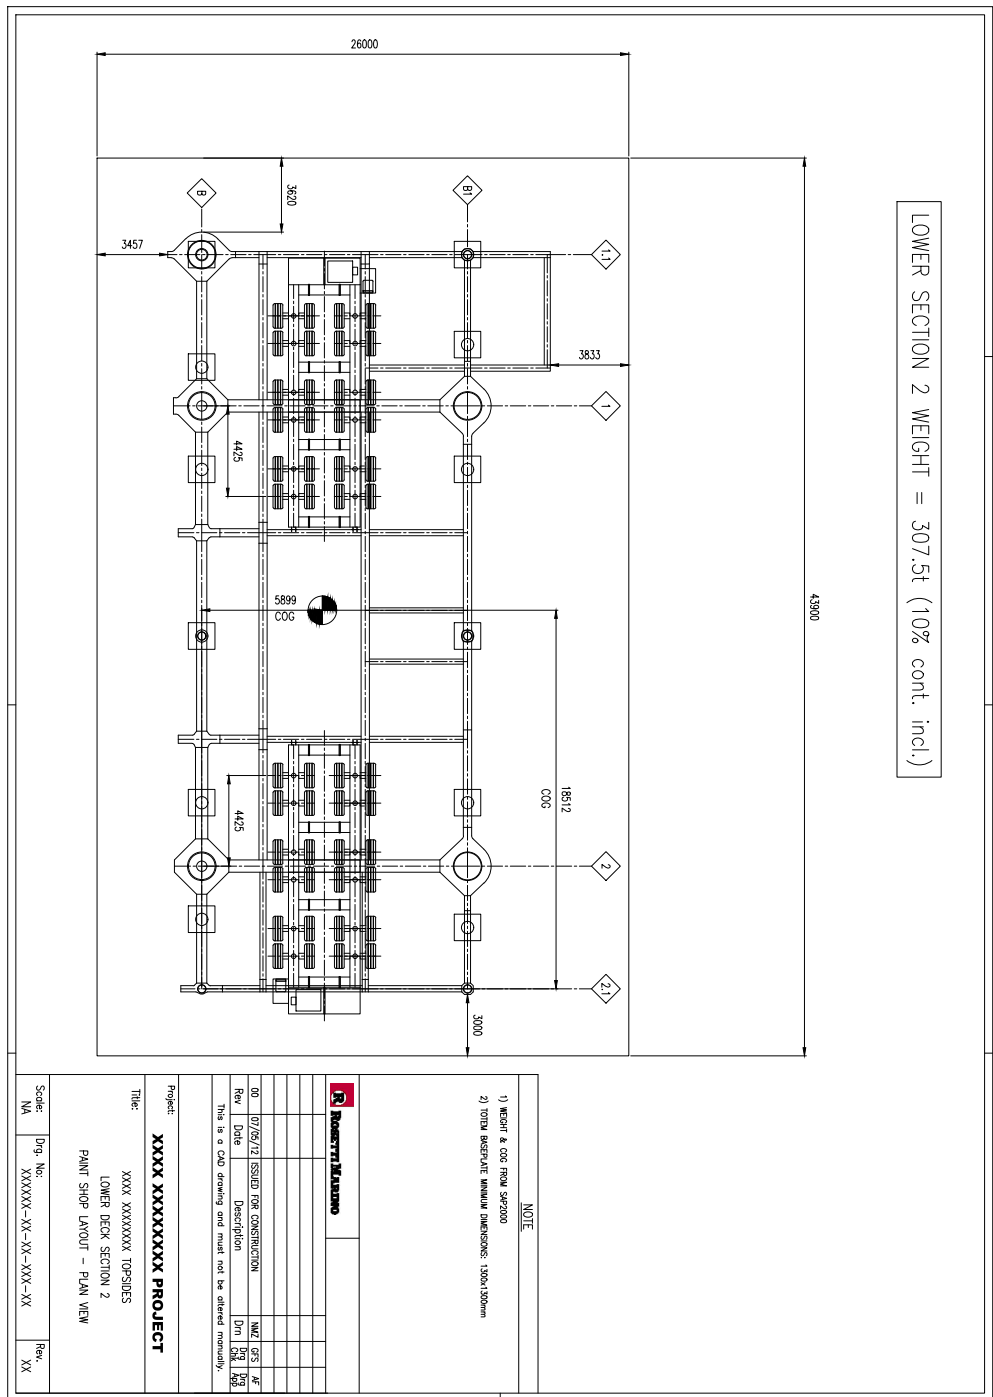 LOWER SECTION 2 WEIGHT = 307.5t (10% cont. incl.)
43900
26000
3620
3457
3833
3000
B
B1
1.1
1
2
2.1
4425
4425
5899
COG
18512
COG
NOTE
1) WEIGHT & COG FROM SAP2000
2) TOTEM BASEPLATE MINIMUM DIMENSIONS: 1300x1300mm
R ROSETTI MARINO
00 07/05/12 ISSUED FOR CONSTRUCTION NMZ GFS AF
Rev Date Description Drn Drg Chk Drg App
This is a CAD drawing and must not be altered manually.
Project:
XXXX XXXXXXXX PROJECT
Title:
XXXX XXXXXXXX TOPSIDES
LOWER DECK SECTION 2
PAINT SHOP LAYOUT - PLAN VIEW
Scale: Drg. No: Rev.
NA XXXXXX-XX-XX-XXX-XX XX